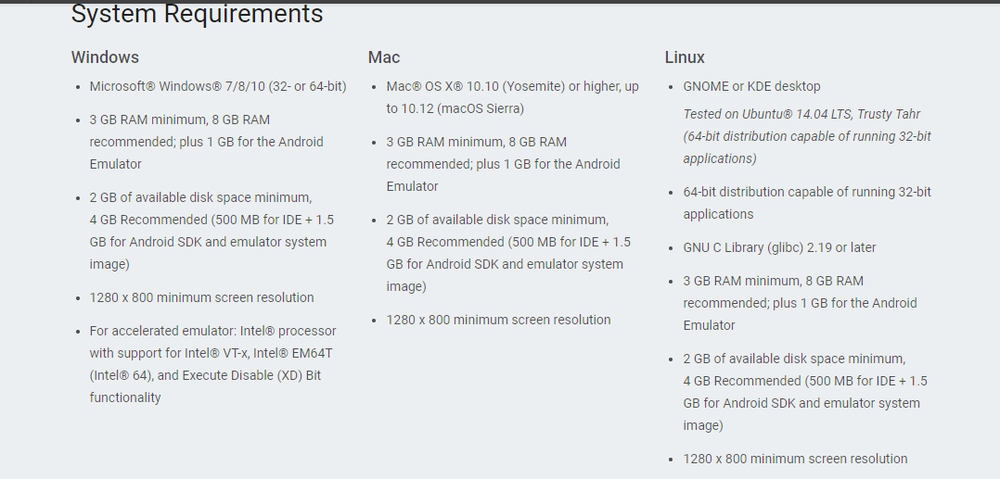 System Requirements
Windows
• Microsoft® Windows® 7/8/10 (32- or 64-bit)
• 3 GB RAM minimum, 8 GB RAM
recommended; plus 1 GB for the Android
Emulator
• 2 GB of available disk space minimum,
4 GB Recommended (500 MB for IDE + 1.5
GB for Android SDK and emulator system
image)
• 1280 x 800 minimum screen resolution
• For accelerated emulator: Intel® processor
with support for Intel® VT-x, Intel® EM64T
(Intel® 64), and Execute Disable (XD) Bit
functionality
Mac
• Mac® OS X® 10.10 (Yosemite) or higher, up
to 10.12 (macOS Sierra)
• 3 GB RAM minimum, 8 GB RAM
recommended; plus 1 GB for the Android
Emulator
• 2 GB of available disk space minimum,
4 GB Recommended (500 MB for IDE + 1.5
GB for Android SDK and emulator system
image)
• 1280 x 800 minimum screen resolution
Linux
• GNOME or KDE desktop
Tested on Ubuntu® 14.04 LTS, Trusty Tahr
(64-bit distribution capable of running 32-bit
applications)
• 64-bit distribution capable of running 32-bit
applications
• GNU C Library (glibc) 2.19 or later
• 3 GB RAM minimum, 8 GB RAM
recommended; plus 1 GB for the Android
Emulator
• 2 GB of available disk space minimum,
4 GB Recommended (500 MB for IDE + 1.5
GB for Android SDK and emulator system
image)
• 1280 x 800 minimum screen resolution